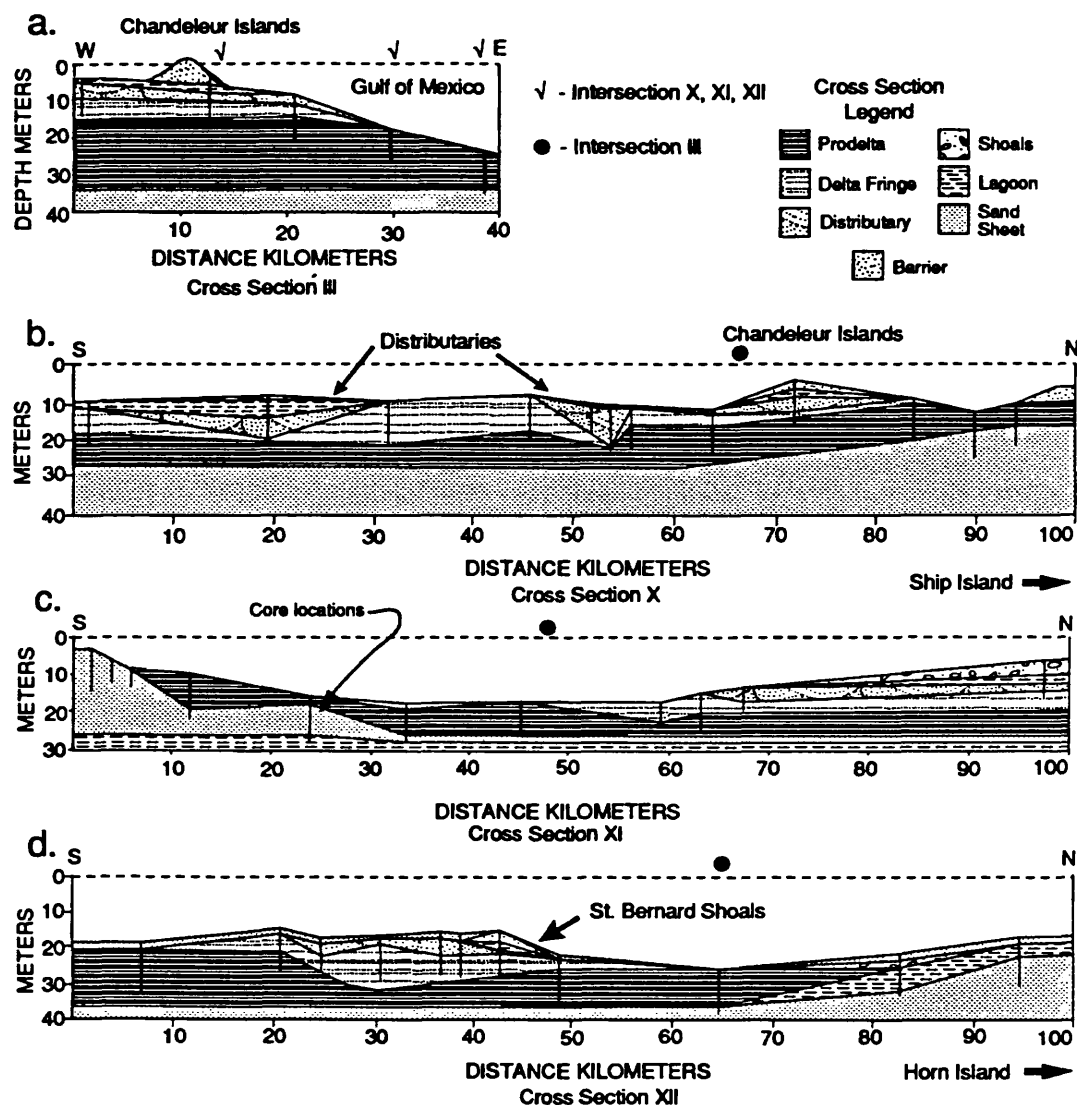 a.
Chandeleur Islands
W √ √ √ E
Gulf of Mexico
0
10
20
30
40
DEPTH METERS
10 20 30 40
DISTANCE KILOMETERS
Cross Section III
√ - Intersection X, XI, XII
● - Intersection III
Cross Section
Legend
Prodelta
Delta Fringe
Distributary
Shoals
Lagoon
Sand
Sheet
Barrier
b.
S
Distributaries
Chandeleur Islands
N
0
10
20
30
40
METERS
10 20 30 40 50 60 70 80 90 100
DISTANCE KILOMETERS
Cross Section X
Ship Island
c.
S
Core locations
N
0
10
20
30
METERS
10 20 30 40 50 60 70 80 90 100
DISTANCE KILOMETERS
Cross Section XI
d.
S
N
St. Bernard Shoals
0
10
20
30
40
METERS
10 20 30 40 50 60 70 80 90 100
DISTANCE KILOMETERS
Cross Section XII
Horn Island